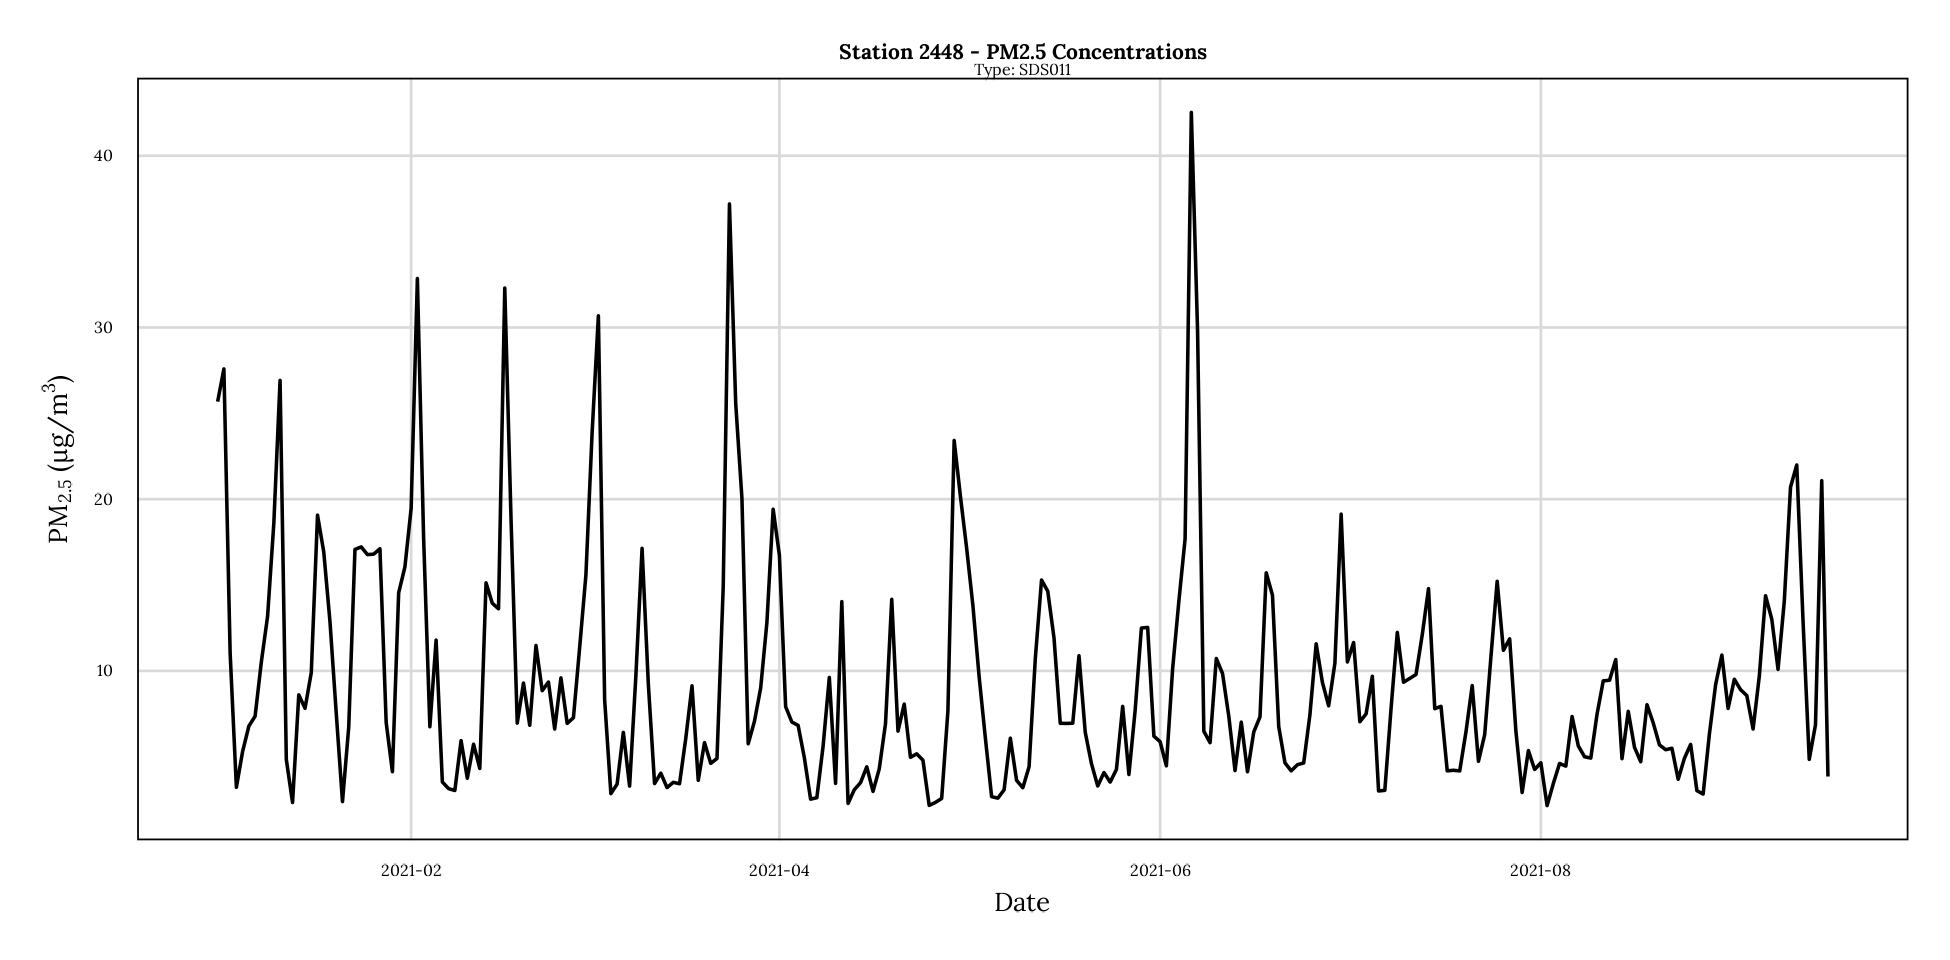 Station 2448 - PM2.5 Concentrations
Type: SDS011
40
30
20
10
PM2.5 (µg/m³)
2021-02
2021-04
2021-06
2021-08
Date